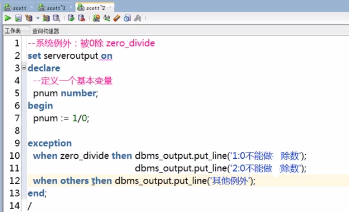 scott scott~1 scott~2
工作表 查询构建器
1 --系统例外：被0除 zero_divide
2 set serveroutput on
3 declare
4 --定义一个基本变量
5 pnum number;
6 begin
7 pnum := 1/0;
8
9 exception
10 when zero_divide then dbms_output.put_line('1:0不能做 除数');
11 dbms_output.put_line('2:0不能做 除数');
12 when others then dbms_output.put_line('其他例外');
13 end;
14 /